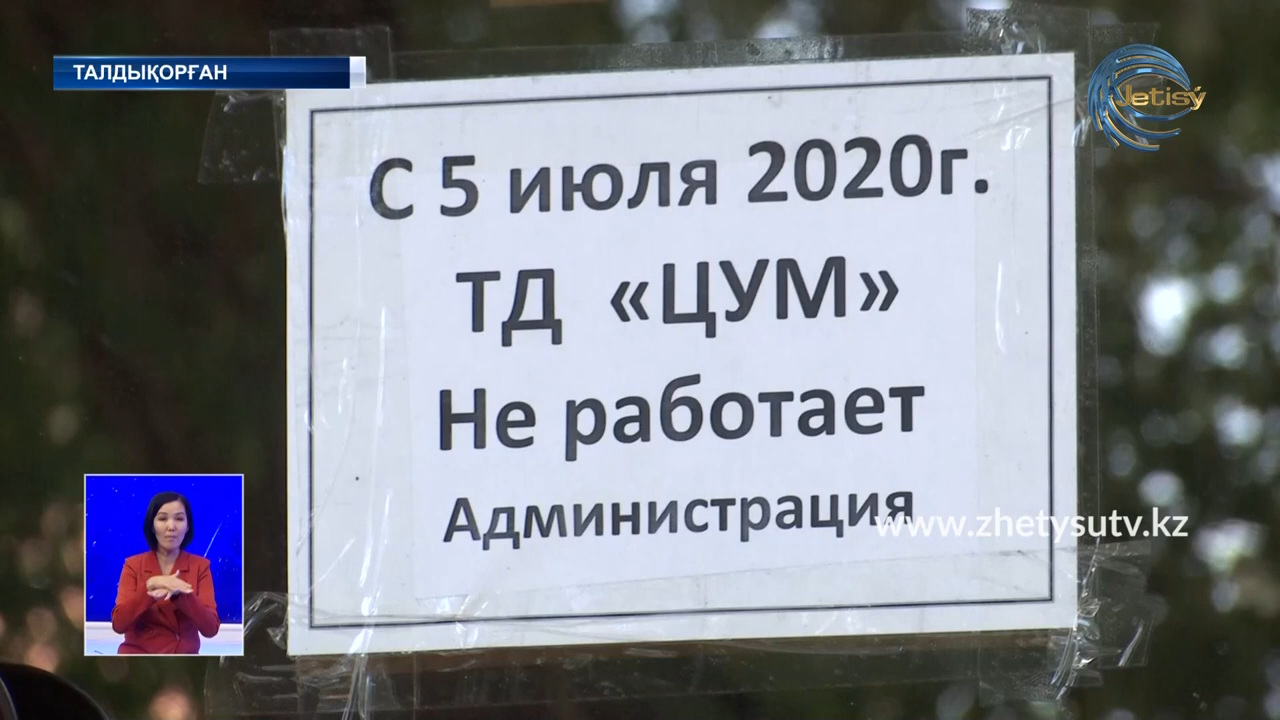 ТАЛДЫҚОРҒАН
Jetisý
С 5 июля 2020г.
ТД «ЦУМ»
Не работает
Администрация
www.zhetysutv.kz